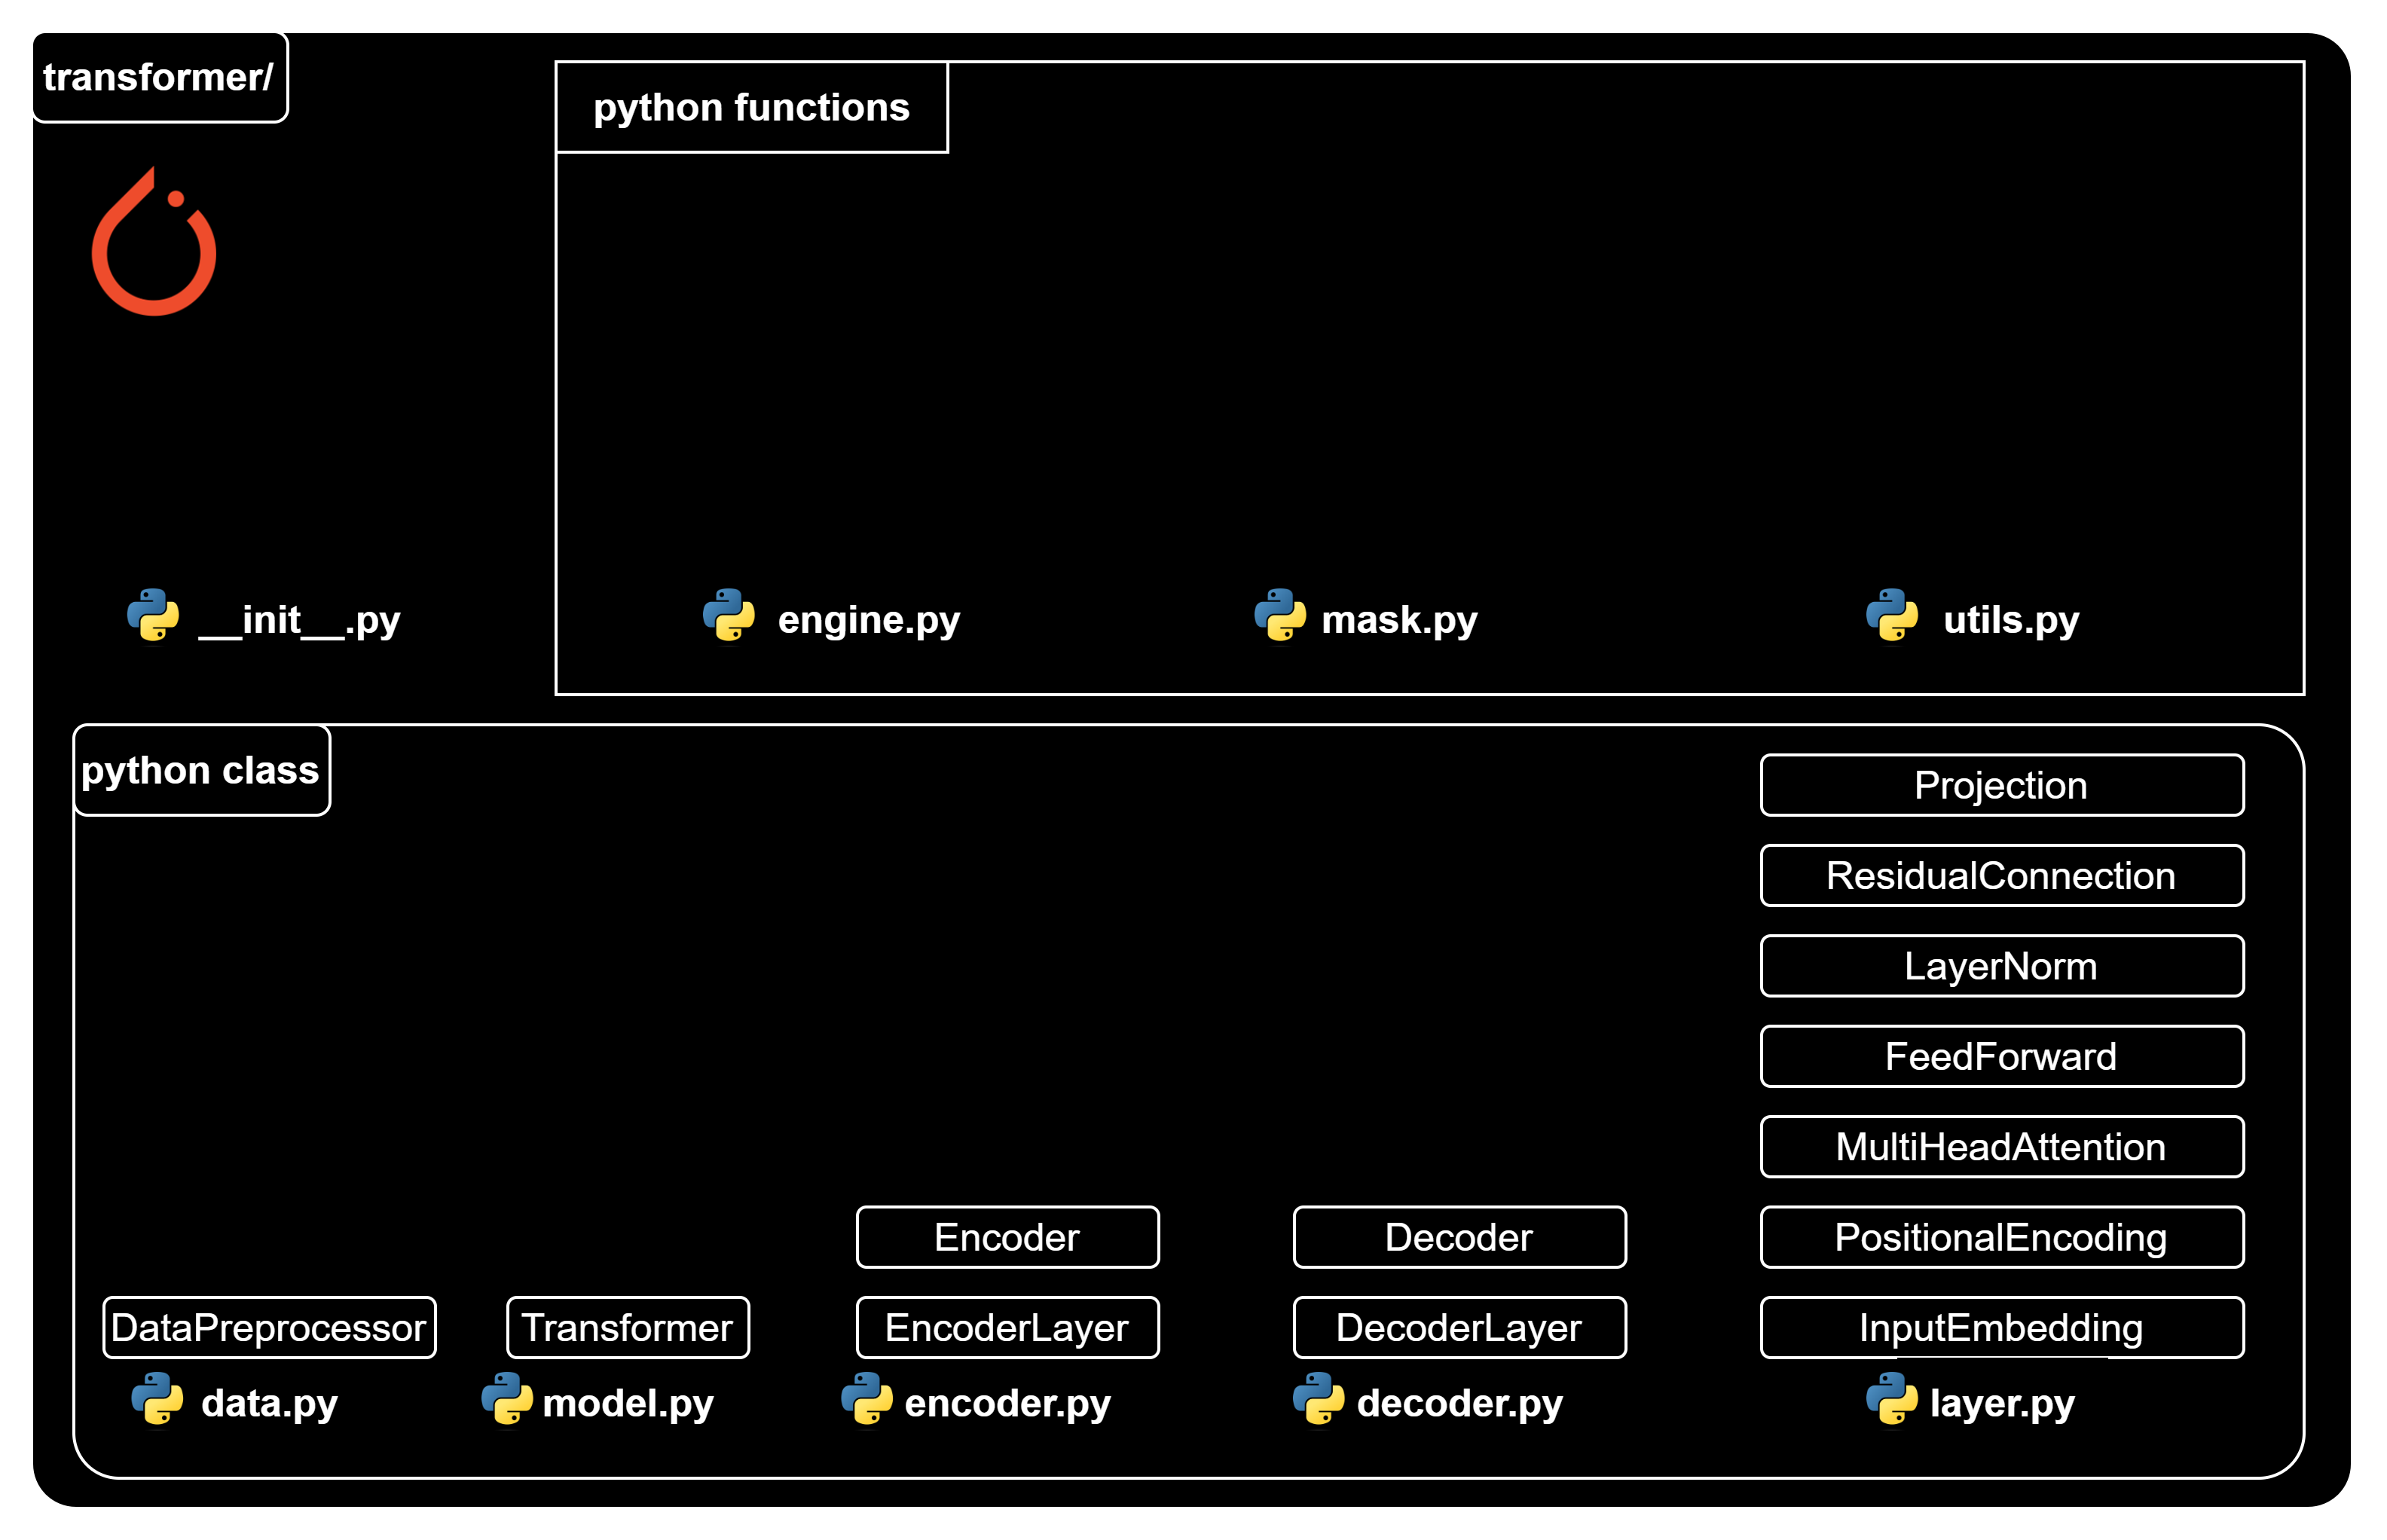 transformer/
python functions
__init__.py
engine.py
mask.py
utils.py
python class
Projection
ResidualConnection
LayerNorm
FeedForward
MultiHeadAttention
Encoder
Decoder
PositionalEncoding
DataPreprocessor
Transformer
EncoderLayer
DecoderLayer
InputEmbedding
data.py
model.py
encoder.py
decoder.py
layer.py